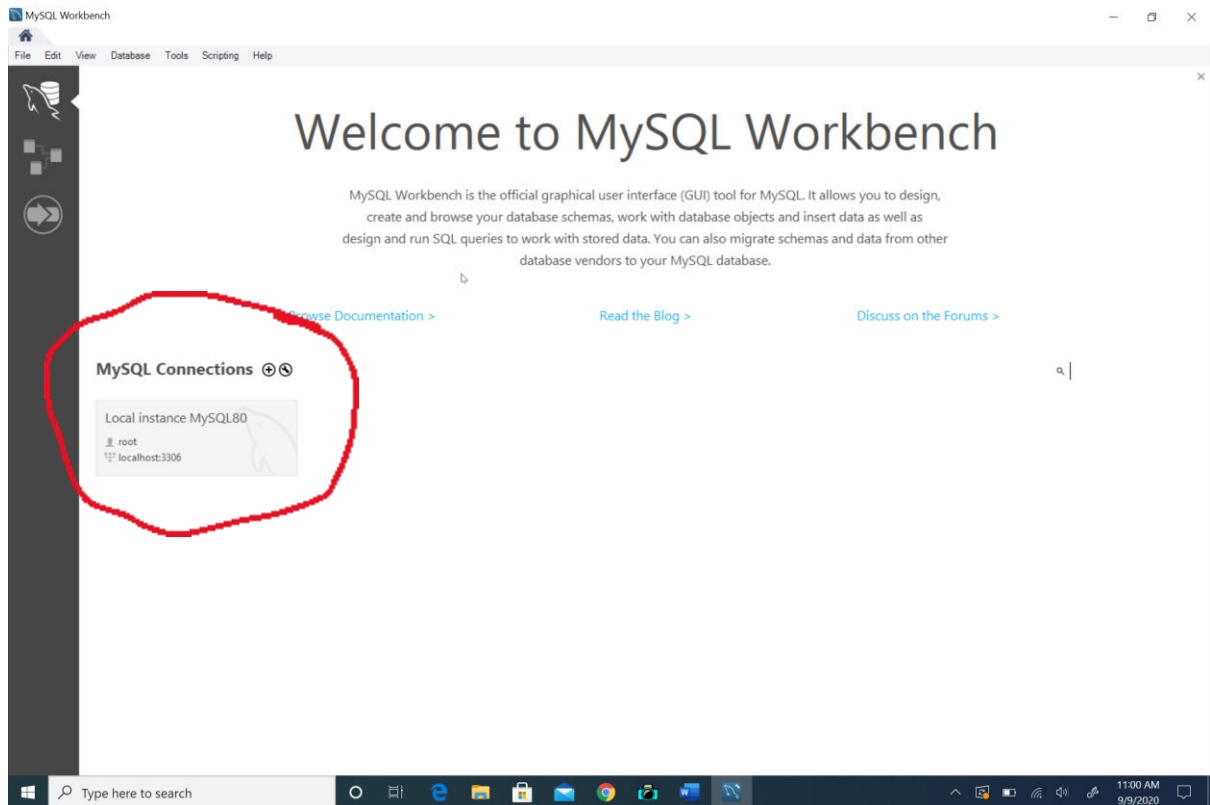 MySQL Workbench
File Edit View Database Tools Scripting Help
Welcome to MySQL Workbench
MySQL Workbench is the official graphical user interface (GUI) tool for MySQL. It allows you to design,
create and browse your database schemas, work with database objects and insert data as well as
design and run SQL queries to work with stored data. You can also migrate schemas and data from other
database vendors to your MySQL database.
Browse Documentation > Read the Blog > Discuss on the Forums >
MySQL Connections
Local instance MySQL80
root
localhost:3306
Type here to search
11:00 AM
9/9/2020